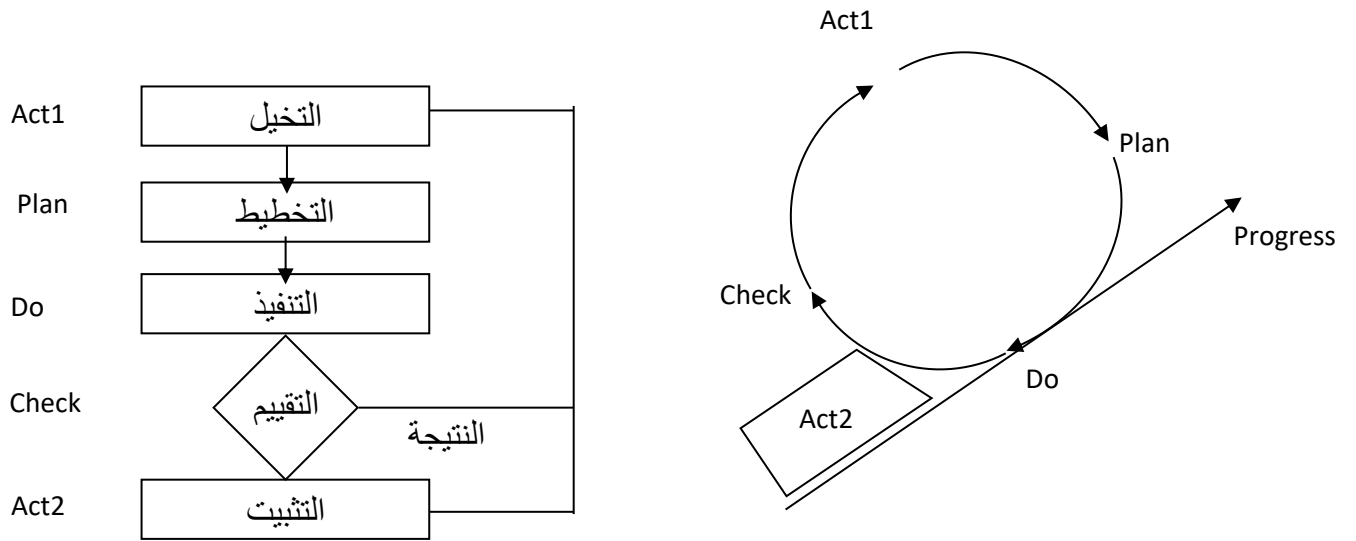 Act1
التخيل
Plan
التخطيط
Do
التنفيذ
Check
التقييم
النتيجة
Act2
التثبيت
Act1
Plan
Progress
Check
Do
Act2